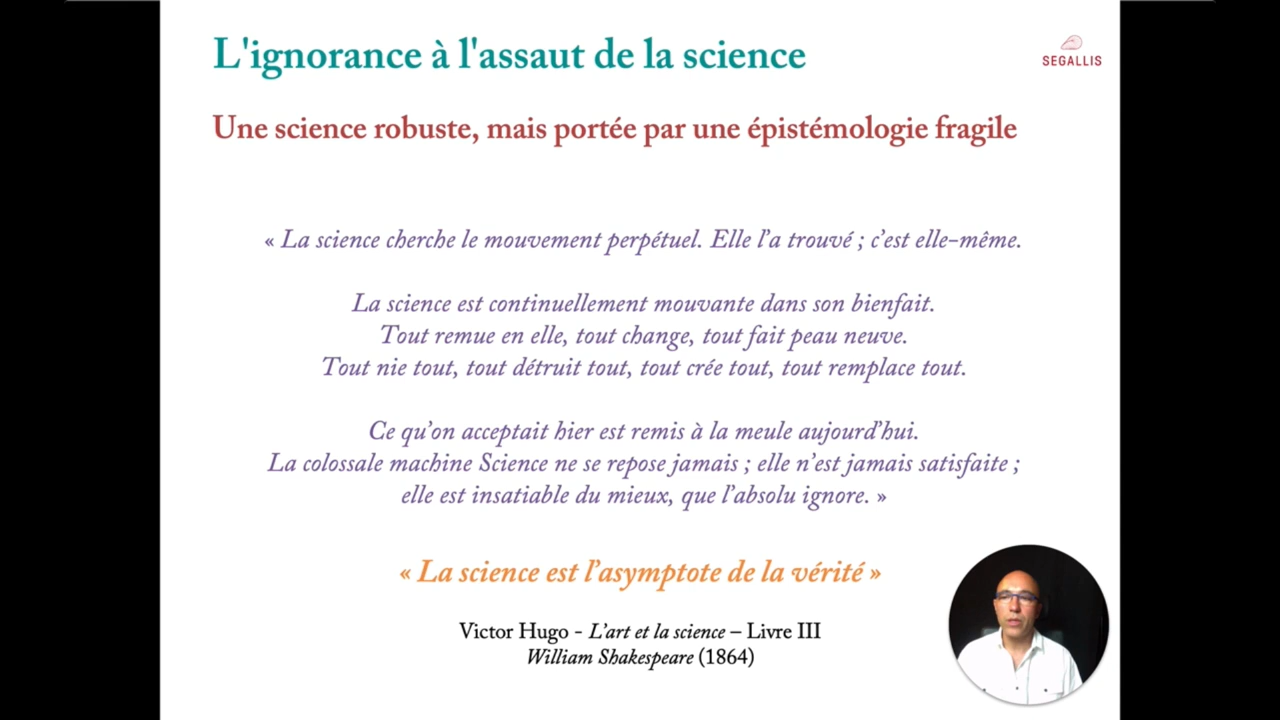 L'ignorance à l'assaut de la science
SEGALLIS
Une science robuste, mais portée par une épistémologie fragile
« La science cherche le mouvement perpétuel. Elle l’a trouvé ; c’est elle-même.
La science est continuellement mouvante dans son bienfait.
Tout remue en elle, tout change, tout fait peau neuve.
Tout nie tout, tout détruit tout, tout crée tout, tout remplace tout.
Ce qu’on acceptait hier est remis à la meule aujourd’hui.
La colossale machine Science ne se repose jamais ; elle n’est jamais satisfaite ;
elle est insatiable du mieux, que l’absolu ignore. »
« La science est l’asymptote de la vérité »
Victor Hugo - L’art et la science – Livre III
William Shakespeare (1864)